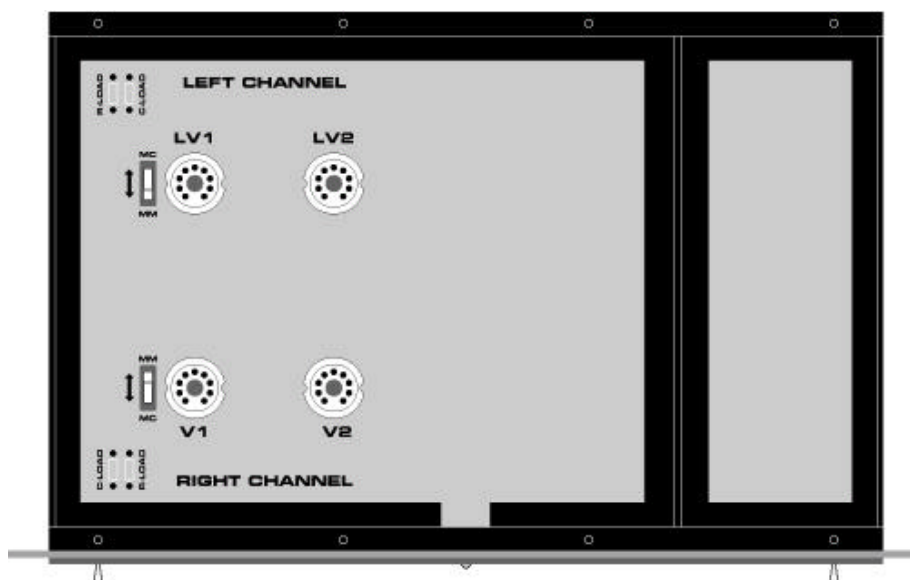 LEFT CHANNEL
R-LOAD
C-LOAD
LV1
LV2
MC
MM
MM
MC
V1
V2
C-LOAD
R-LOAD
RIGHT CHANNEL